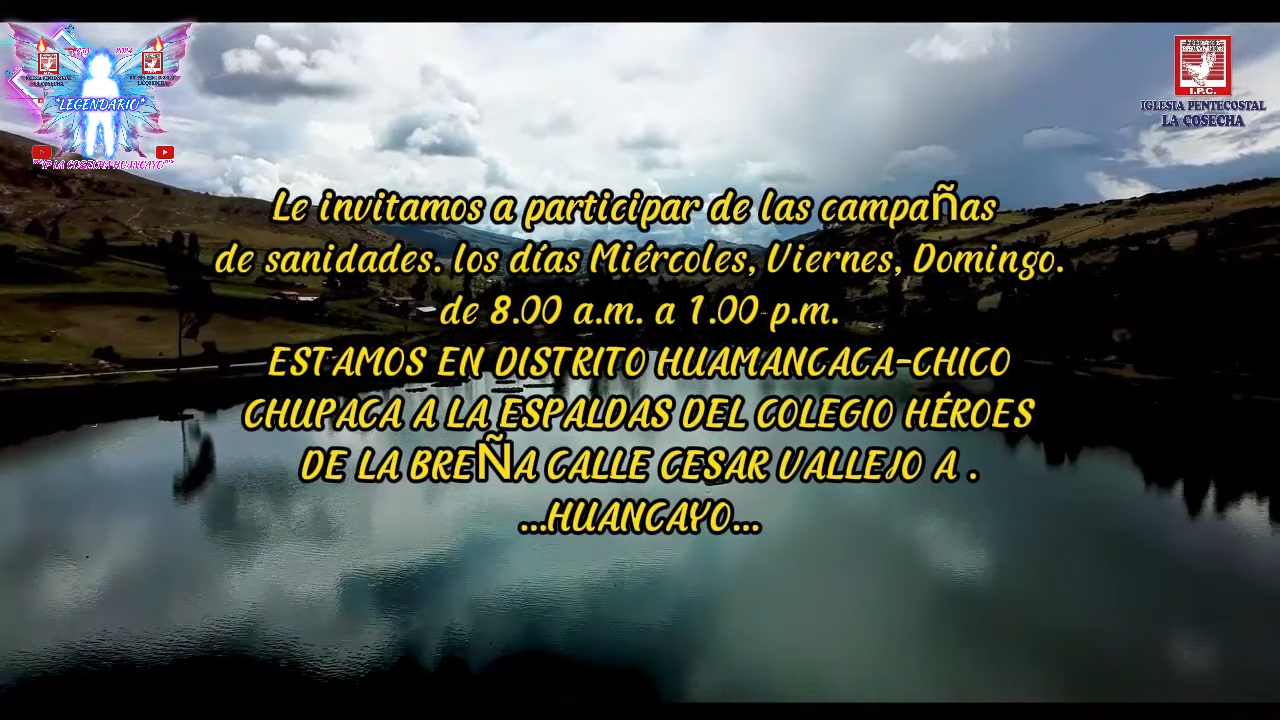 "LEGENDARIO"
I.P.C.
IGLESIA PENTECOSTAL
LA COSECHA
Le invitamos a participar de las campañas
de sanidades. los días Miércoles, Viernes, Domingo.
de 8.00 a.m. a 1.00 p.m.
ESTAMOS EN DISTRITO HUAMANCACA-CHICO
CHUPACA A LA ESPALDAS DEL COLEGIO HÉROES
DE LA BREÑA CALLE CESAR VALLEJO A .
...HUANCAYO...